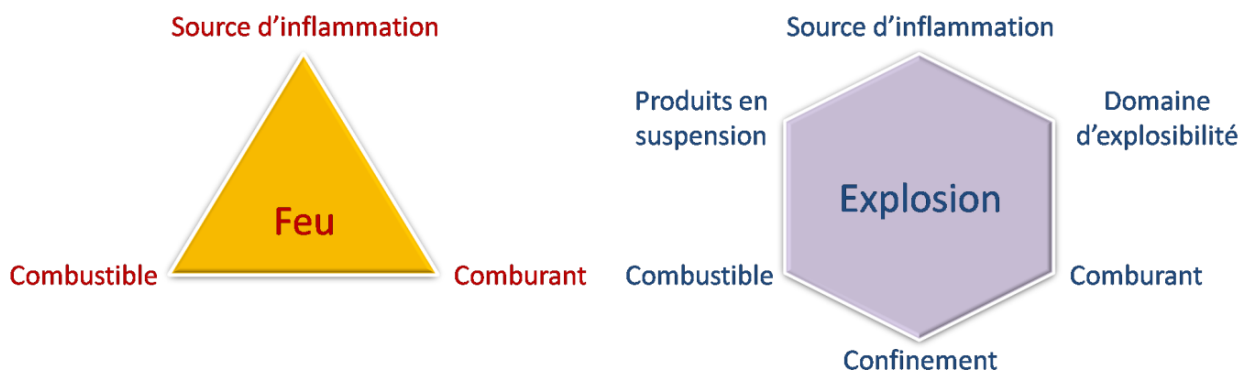 Source d’inflammation
Feu
Combustible
Comburant
Source d’inflammation
Produits en
suspension
Domaine
d’explosibilité
Explosion
Combustible
Comburant
Confinement